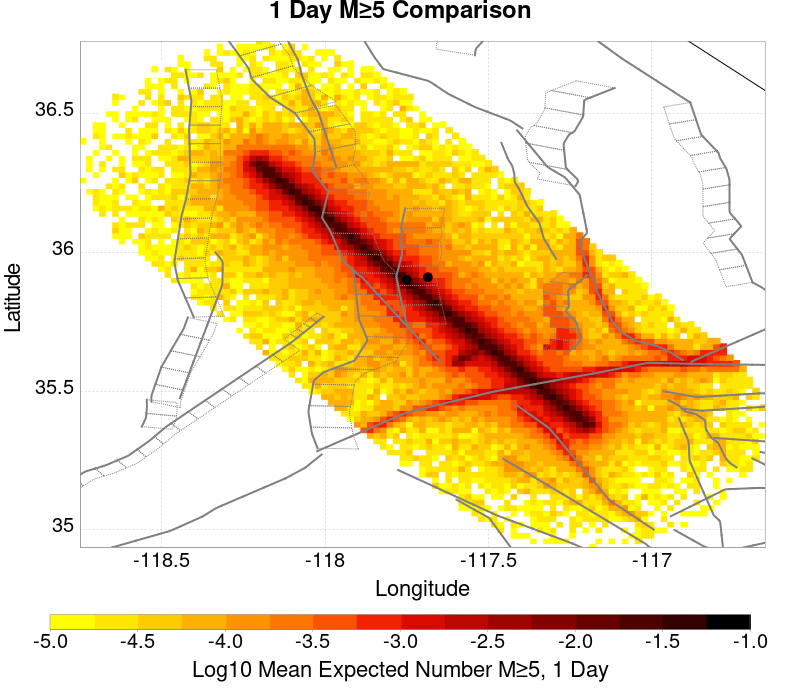 1 Day M≥5 Comparison
Latitude
36.5
36
35.5
35
-118.5 -118 -117.5 -117
Longitude
-5.0 -4.5 -4.0 -3.5 -3.0 -2.5 -2.0 -1.5 -1.0
Log10 Mean Expected Number M≥5, 1 Day